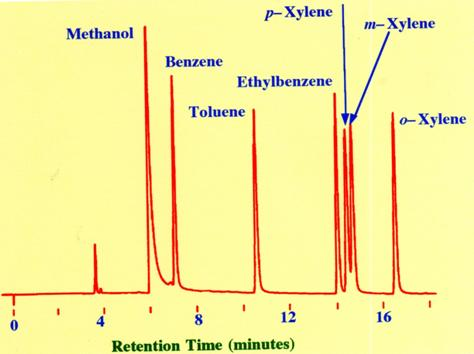 p–Xylene
m–Xylene
Methanol
Benzene
Ethylbenzene
Toluene
o–Xylene
0 4 8 12 16
Retention Time (minutes)